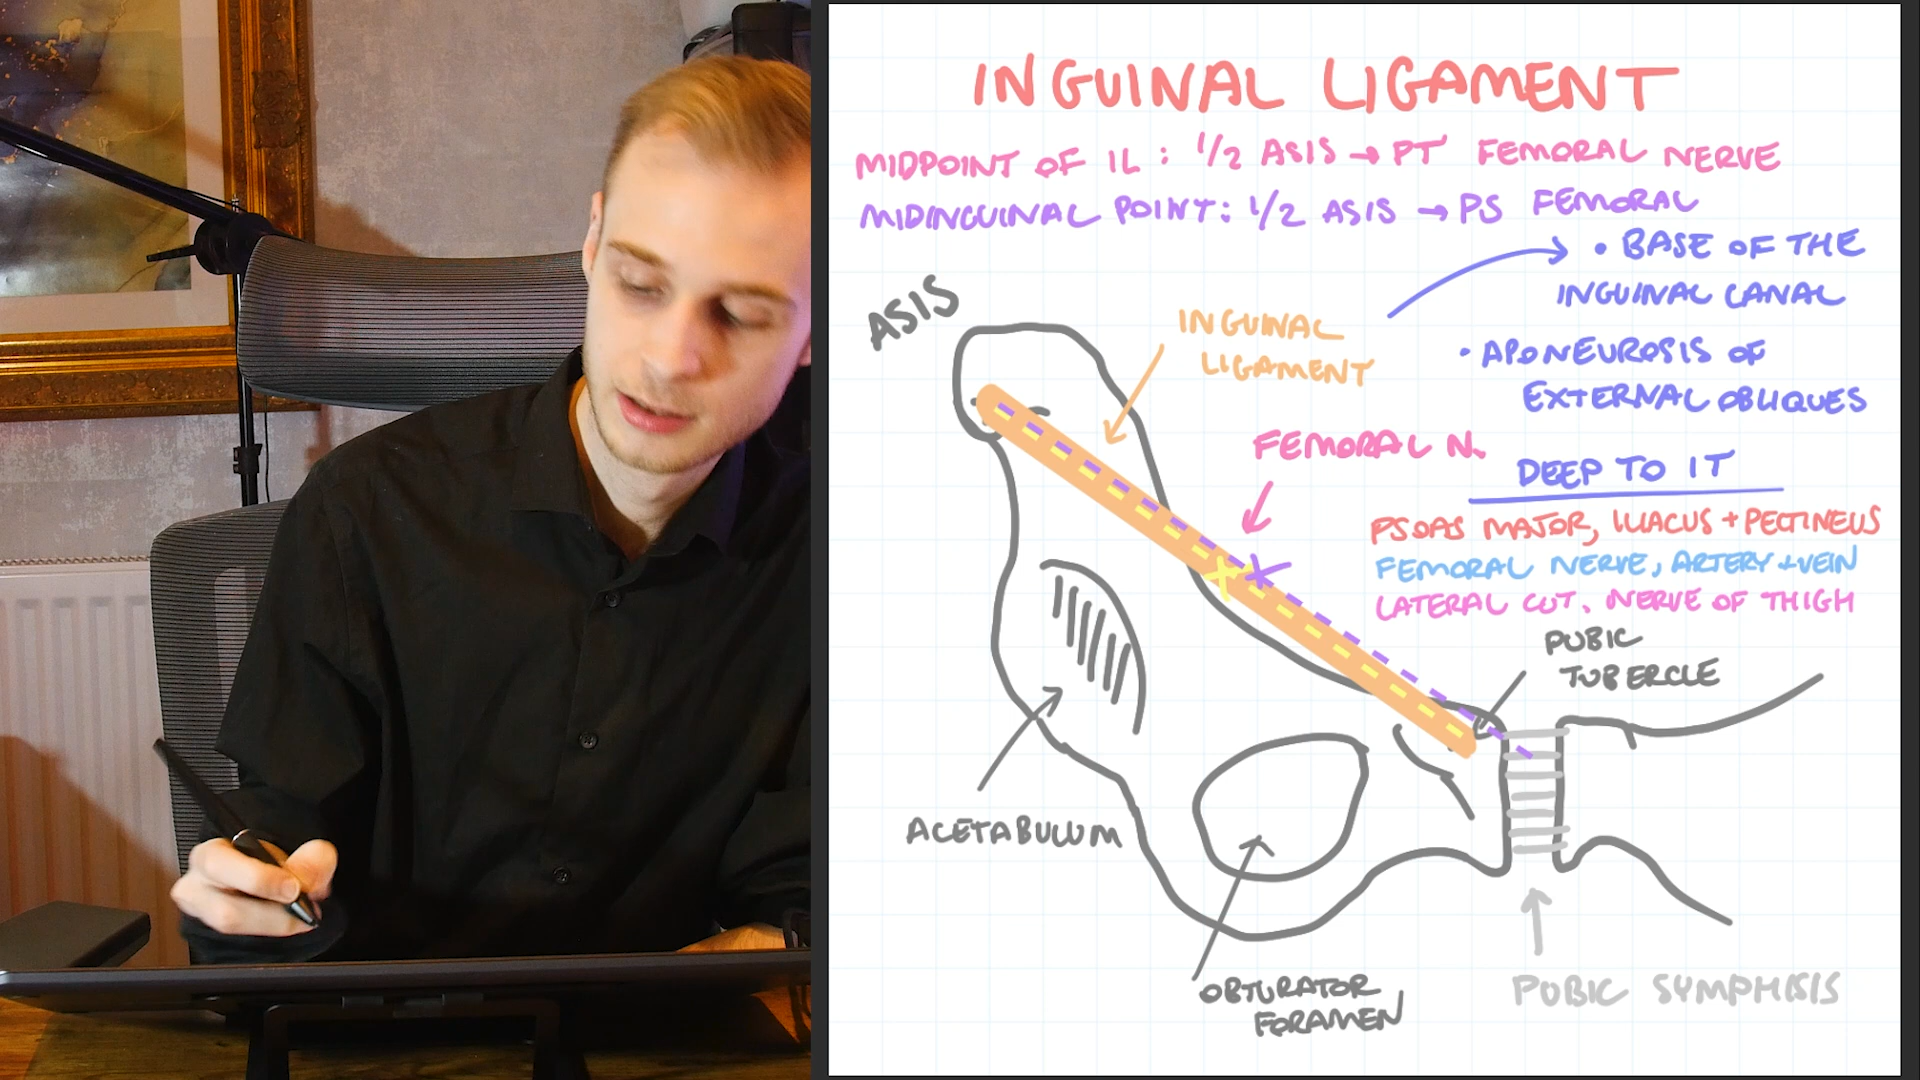 INGUINAL LIGAMENT
MIDPOINT OF IL : 1/2 ASIS → PT FEMORAL NERVE
MIDINGUINAL POINT: 1/2 ASIS → PS FEMORAL
• BASE OF THE
INGUINAL CANAL
• APONEUROSIS OF
EXTERNAL OBLIQUES
ASIS
INGUINAL
LIGAMENT
FEMORAL N.
DEEP TO IT
PSOAS MAJOR, ILIACUS + PECTINEUS
FEMORAL NERVE, ARTERY + VEIN
LATERAL CUT. NERVE OF THIGH
PUBIC
TUBERCLE
ACETABULUM
OBTURATOR
FORAMEN
PUBIC SYMPHISIS